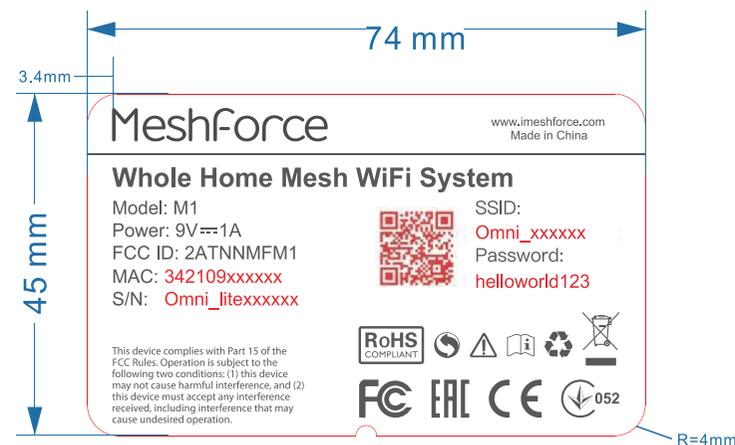 74 mm
3.4mm
45 mm
MeshForce
www.imeshforce.com
Made in China
Whole Home Mesh WiFi System
Model: M1
Power: 9V⎓1A
FCC ID: 2ATNNMFM1
MAC: 342109xxxxxx
S/N: Omni_litexxxxxx
SSID:
Omni_xxxxxx
Password:
helloworld123
This device complies with Part 15 of the
FCC Rules. Operation is subject to the
following two conditions: (1) this device
may not cause harmful interference, and (2)
this device must accept any interference
received, including interference that may
cause undesired operation.
RoHS
COMPLIANT
FC EAC CE 052
R=4mm